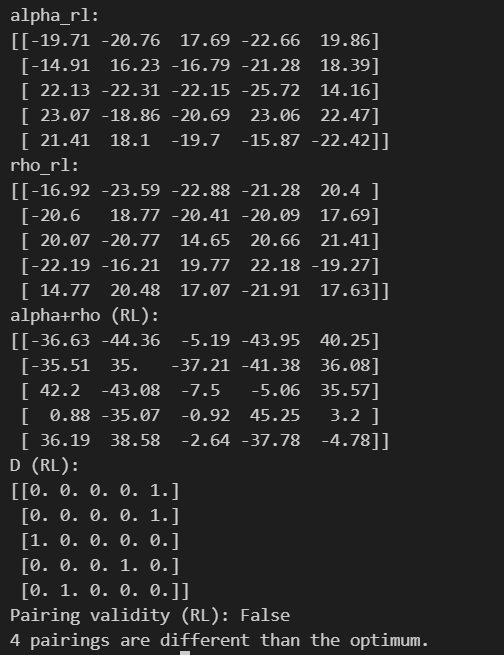 alpha_rl:
[[-19.71 -20.76  17.69 -22.66  19.86]
 [-14.91  16.23 -16.79 -21.28  18.39]
 [ 22.13 -22.31 -22.15 -25.72  14.16]
 [ 23.07 -18.86 -20.69  23.06  22.47]
 [ 21.41  18.1  -19.7  -15.87 -22.42]]
rho_rl:
[[-16.92 -23.59 -22.88 -21.28  20.4 ]
 [-20.6   18.77 -20.41 -20.09  17.69]
 [ 20.07 -20.77  14.65  20.66  21.41]
 [-22.19 -16.21  19.77  22.18 -19.27]
 [ 14.77  20.48  17.07 -21.91  17.63]]
alpha+rho (RL):
[[-36.63 -44.36  -5.19 -43.95  40.25]
 [-35.51  35.   -37.21 -41.38  36.08]
 [ 42.2  -43.08  -7.5   -5.06  35.57]
 [  0.88 -35.07  -0.92  45.25   3.2 ]
 [ 36.19  38.58  -2.64 -37.78  -4.78]]
D (RL):
[[0. 0. 0. 0. 1.]
 [0. 0. 0. 0. 1.]
 [1. 0. 0. 0. 0.]
 [0. 0. 0. 1. 0.]
 [0. 1. 0. 0. 0.]]
Pairing validity (RL): False
4 pairings are different than the optimum.